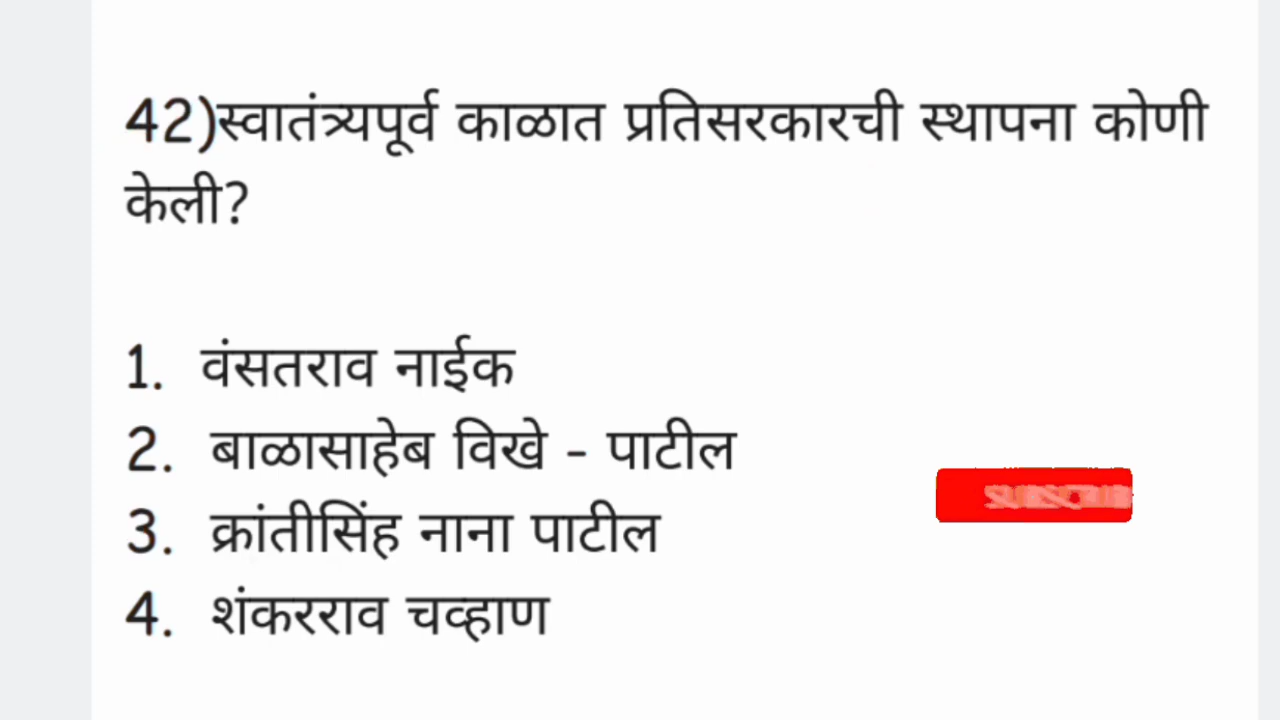 42)स्वातंत्र्यपूर्व काळात प्रतिसरकारची स्थापना कोणी
केली?
1. वंसतराव नाईक
2. बाळासाहेब विखे - पाटील
3. क्रांतीसिंह नाना पाटील
4. शंकरराव चव्हाण